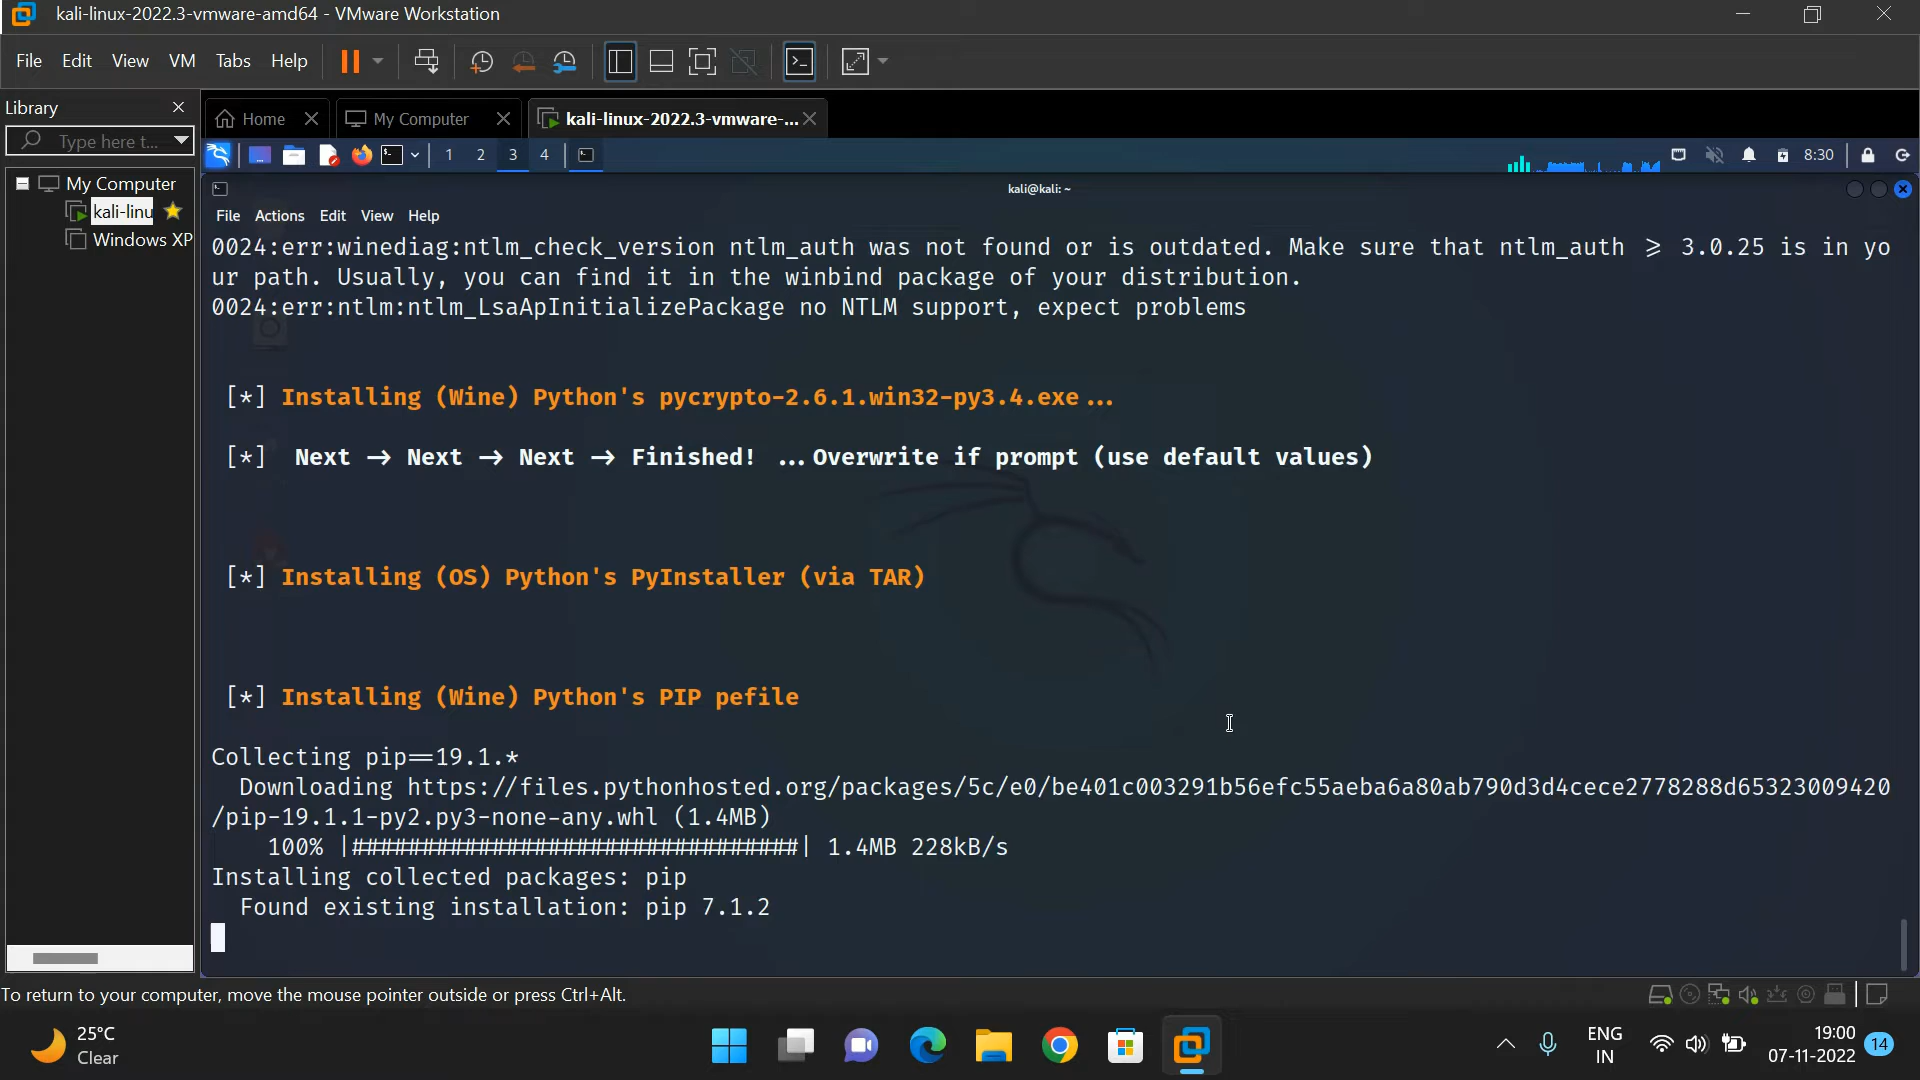 kali-linux-2022.3-vmware-amd64 - VMware Workstation
File Edit View VM Tabs Help
Library
Type here t...
Home
My Computer
kali-linux-2022.3-vmware-...
1 2 3 4
8:30
My Computer
kali-linu
Windows XP
kali@kali: ~
File Actions Edit View Help
0024:err:winediag:ntlm_check_version ntlm_auth was not found or is outdated. Make sure that ntlm_auth ≥ 3.0.25 is in yo
ur path. Usually, you can find it in the winbind package of your distribution.
0024:err:ntlm:ntlm_LsaApInitializePackage no NTLM support, expect problems
[*] Installing (Wine) Python's pycrypto-2.6.1.win32-py3.4.exe...
[*] Next → Next → Next → Finished! ...Overwrite if prompt (use default values)
[*] Installing (OS) Python's PyInstaller (via TAR)
[*] Installing (Wine) Python's PIP pefile
Collecting pip==19.1.*
Downloading https://files.pythonhosted.org/packages/5c/e0/be401c003291b56efc55aeba6a80ab790d3d4cece2778288d65323009420
/pip-19.1.1-py2.py3-none-any.whl (1.4MB)
100% |################################| 1.4MB 228kB/s
Installing collected packages: pip
Found existing installation: pip 7.1.2
To return to your computer, move the mouse pointer outside or press Ctrl+Alt.
25°C
Clear
ENG
IN
19:00
07-11-2022
14